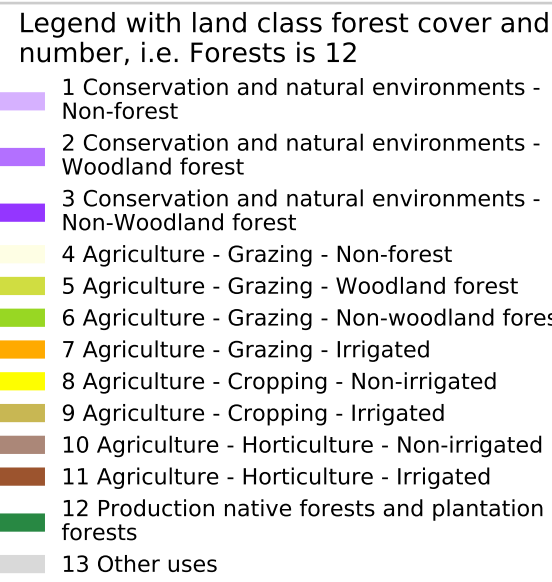 Legend with land class forest cover and
number, i.e. Forests is 12
1 Conservation and natural environments -
Non-forest
2 Conservation and natural environments -
Woodland forest
3 Conservation and natural environments -
Non-Woodland forest
4 Agriculture - Grazing - Non-forest
5 Agriculture - Grazing - Woodland forest
6 Agriculture - Grazing - Non-woodland fores
7 Agriculture - Grazing - Irrigated
8 Agriculture - Cropping - Non-irrigated
9 Agriculture - Cropping - Irrigated
10 Agriculture - Horticulture - Non-irrigated
11 Agriculture - Horticulture - Irrigated
12 Production native forests and plantation
forests
13 Other uses